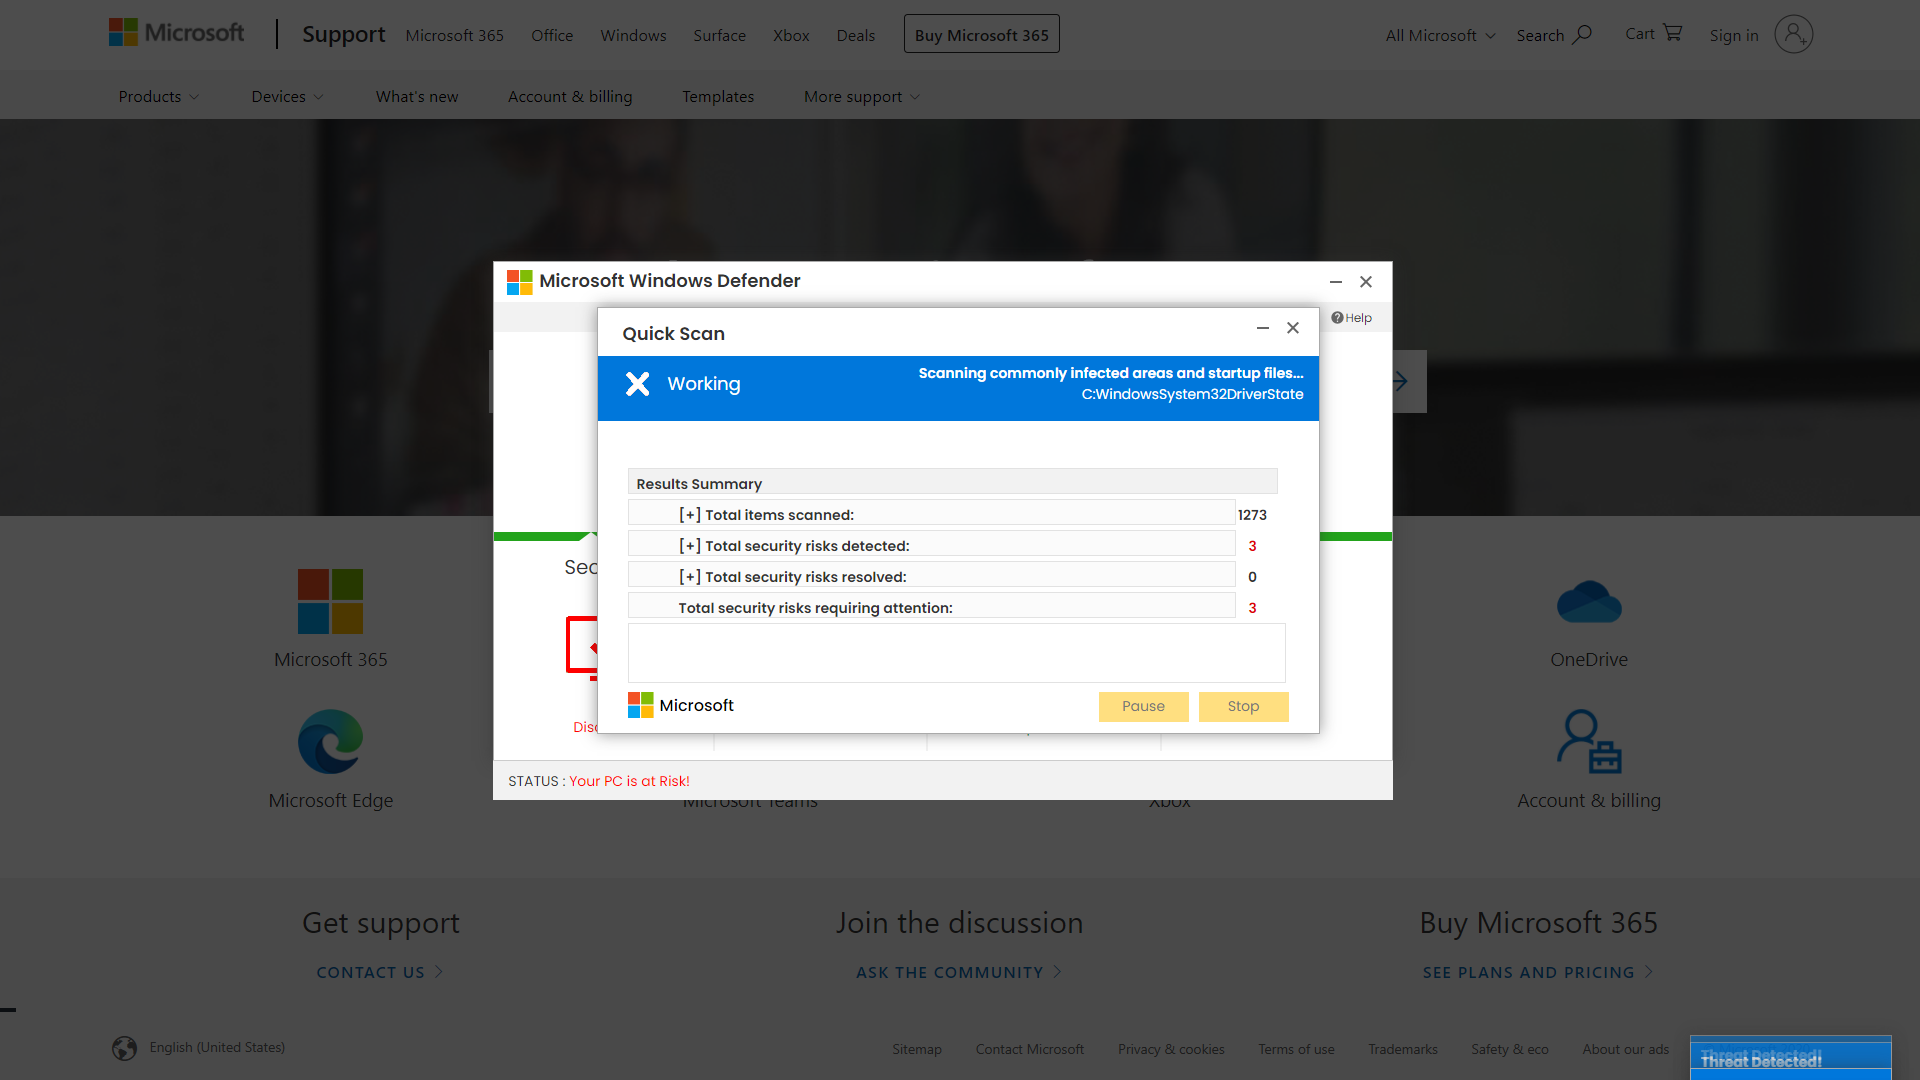 Microsoft
Support
Microsoft 365
Office
Windows
Surface
Xbox
Deals
Buy Microsoft 365
All Microsoft
Search
Cart
Sign in
Products
Devices
What's new
Account & billing
Templates
More support
Microsoft Windows Defender
Help
Quick Scan
Working
Scanning commonly infected areas and startup files...
C:WindowsSystem32DriverState
Results Summary
[+] Total items scanned: 1273
[+] Total security risks detected: 3
[+] Total security risks resolved: 0
Total security risks requiring attention: 3
Microsoft
Pause
Stop
Sec
Disc
STATUS : Your PC is at Risk!
Microsoft 365
OneDrive
Microsoft Edge
Microsoft Teams
Xbox
Account & billing
Get support
CONTACT US
Join the discussion
ASK THE COMMUNITY
Buy Microsoft 365
SEE PLANS AND PRICING
English (United States)
Sitemap
Contact Microsoft
Privacy & cookies
Terms of use
Trademarks
Safety & eco
About our ads
Threat Detected!
Threat Detected!